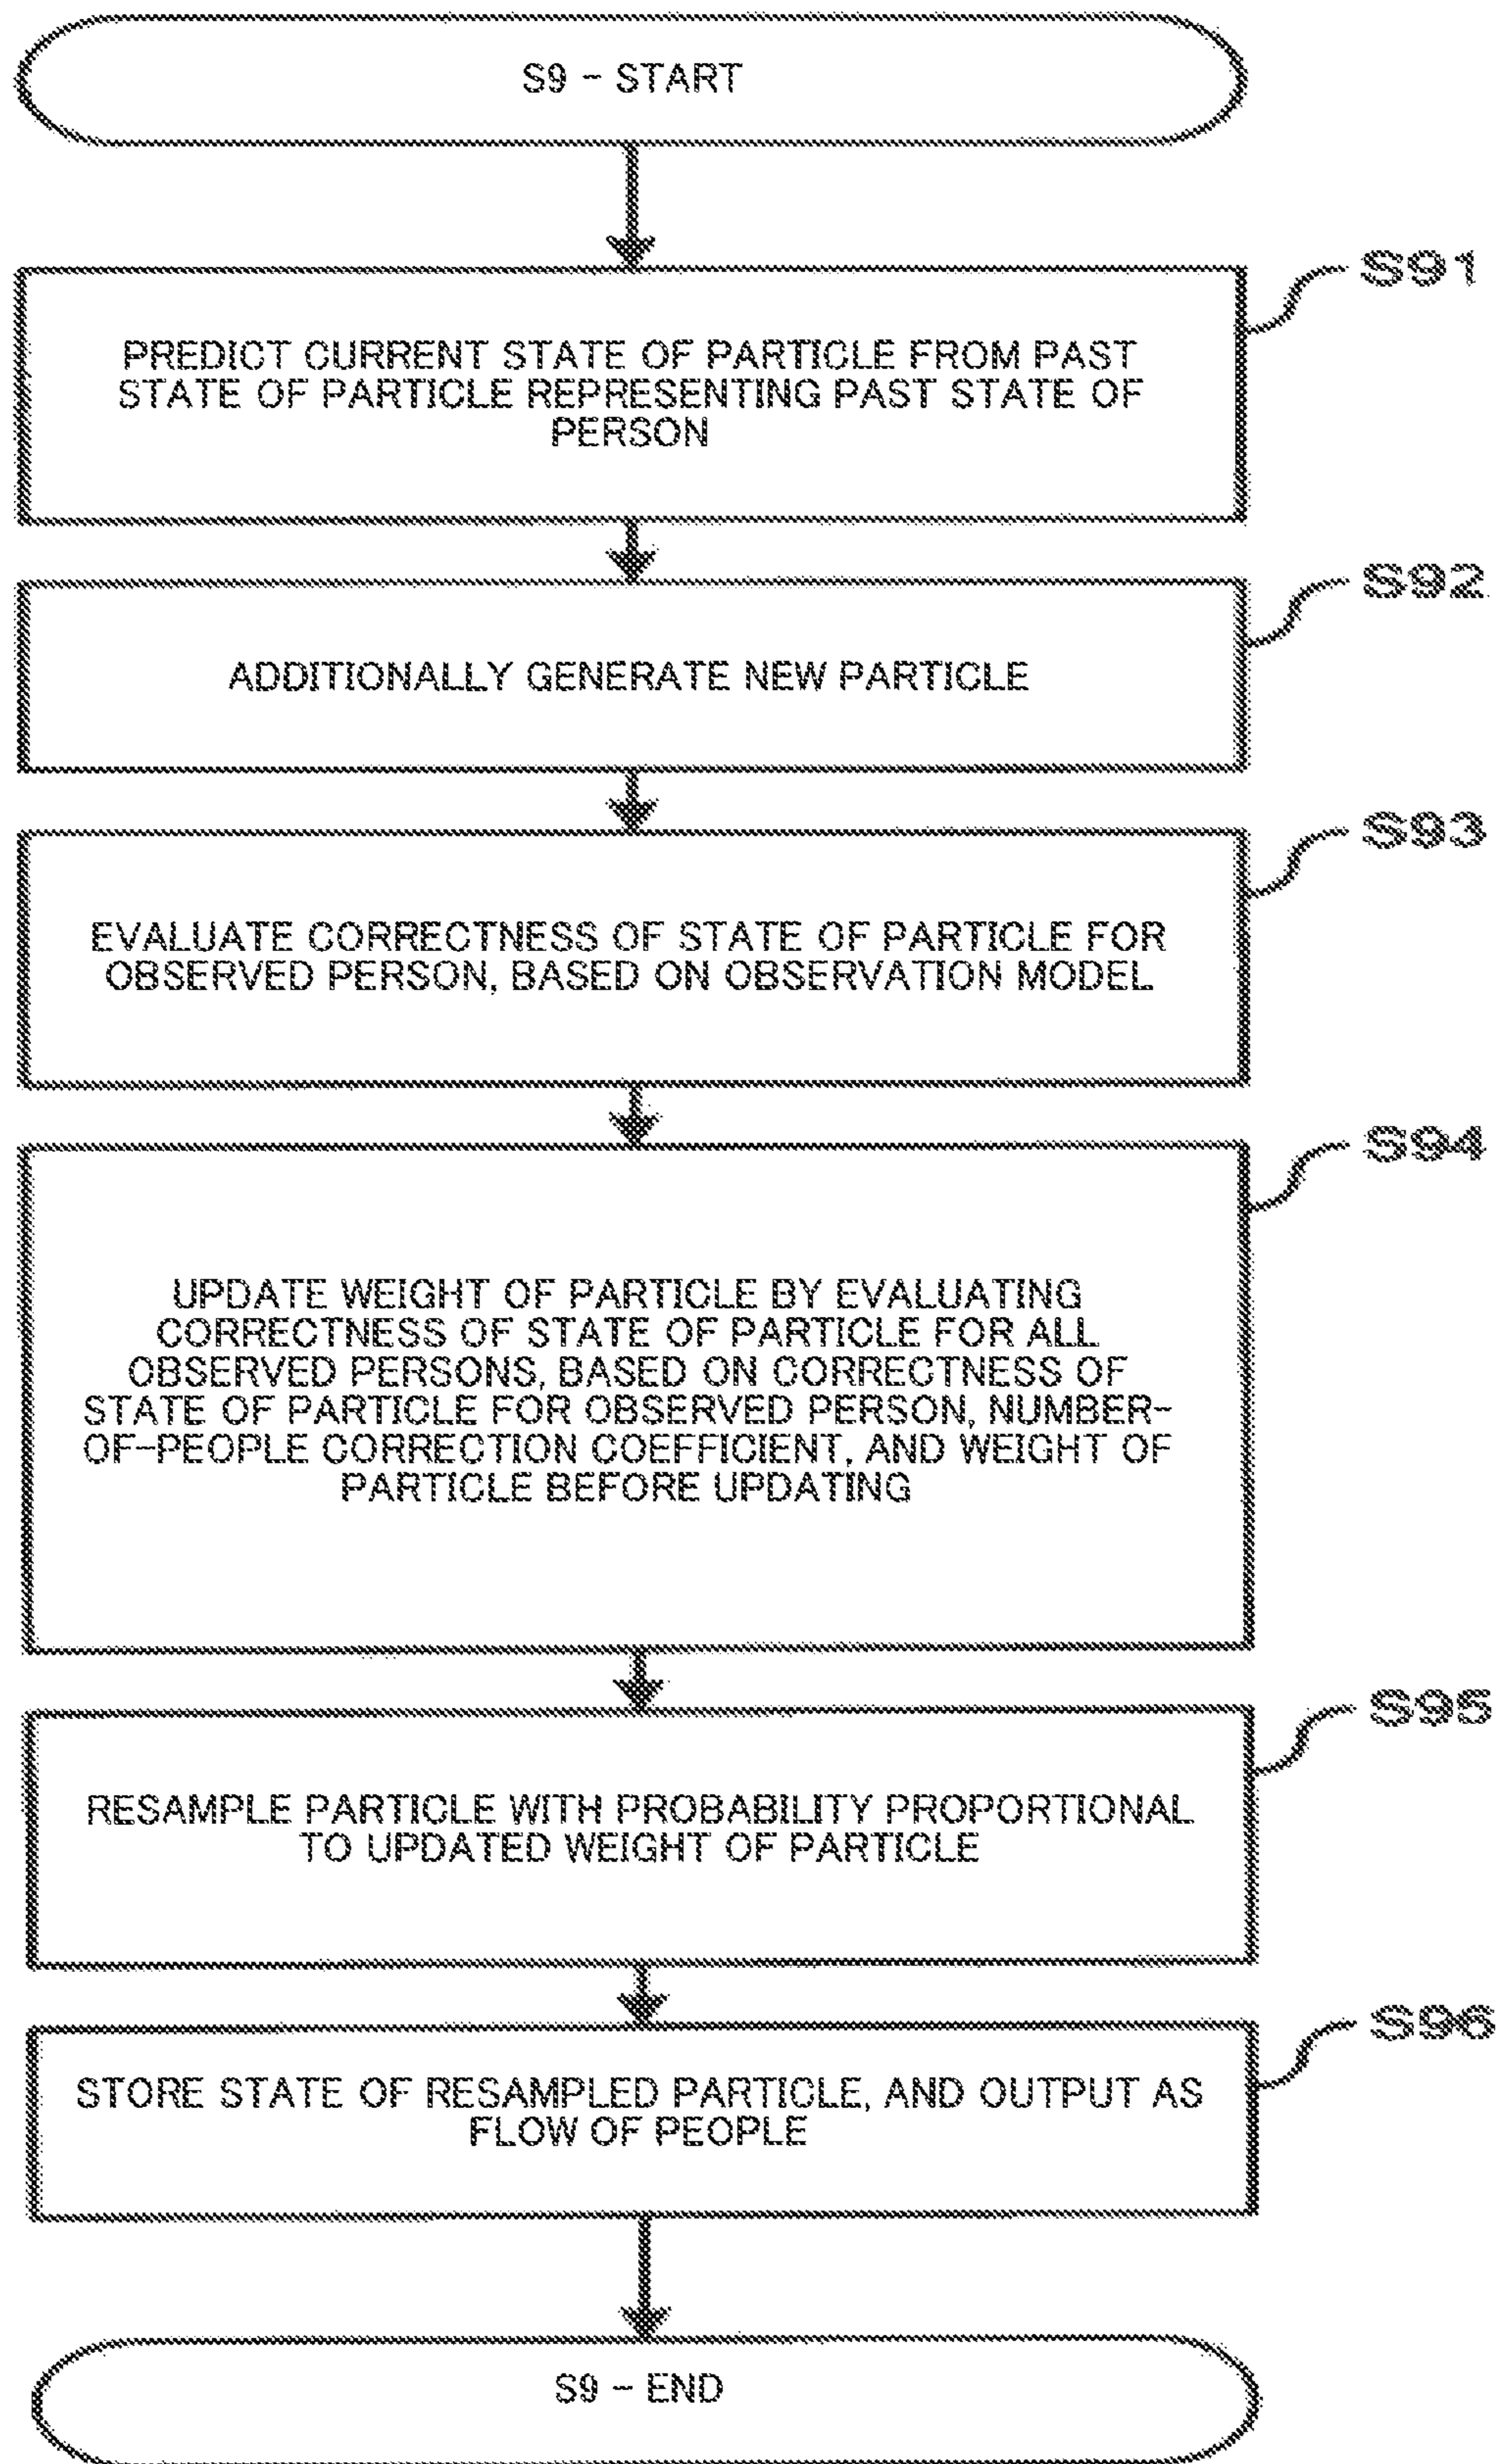 S9 - START
S91
PREDICT CURRENT STATE OF PARTICLE FROM PAST
STATE OF PARTICLE REPRESENTING PAST STATE OF
PERSON
S92
ADDITIONALLY GENERATE NEW PARTICLE
S93
EVALUATE CORRECTNESS OF STATE OF PARTICLE FOR
OBSERVED PERSON, BASED ON OBSERVATION MODEL
S94
UPDATE WEIGHT OF PARTICLE BY EVALUATING
CORRECTNESS OF STATE OF PARTICLE FOR ALL
OBSERVED PERSONS, BASED ON CORRECTNESS OF
STATE OF PARTICLE FOR OBSERVED PERSON, NUMBER-
OF-PEOPLE CORRECTION COEFFICIENT, AND WEIGHT OF
PARTICLE BEFORE UPDATING
S95
RESAMPLE PARTICLE WITH PROBABILITY PROPORTIONAL
TO UPDATED WEIGHT OF PARTICLE
S96
STORE STATE OF RESAMPLED PARTICLE, AND OUTPUT AS
FLOW OF PEOPLE
S9 - END